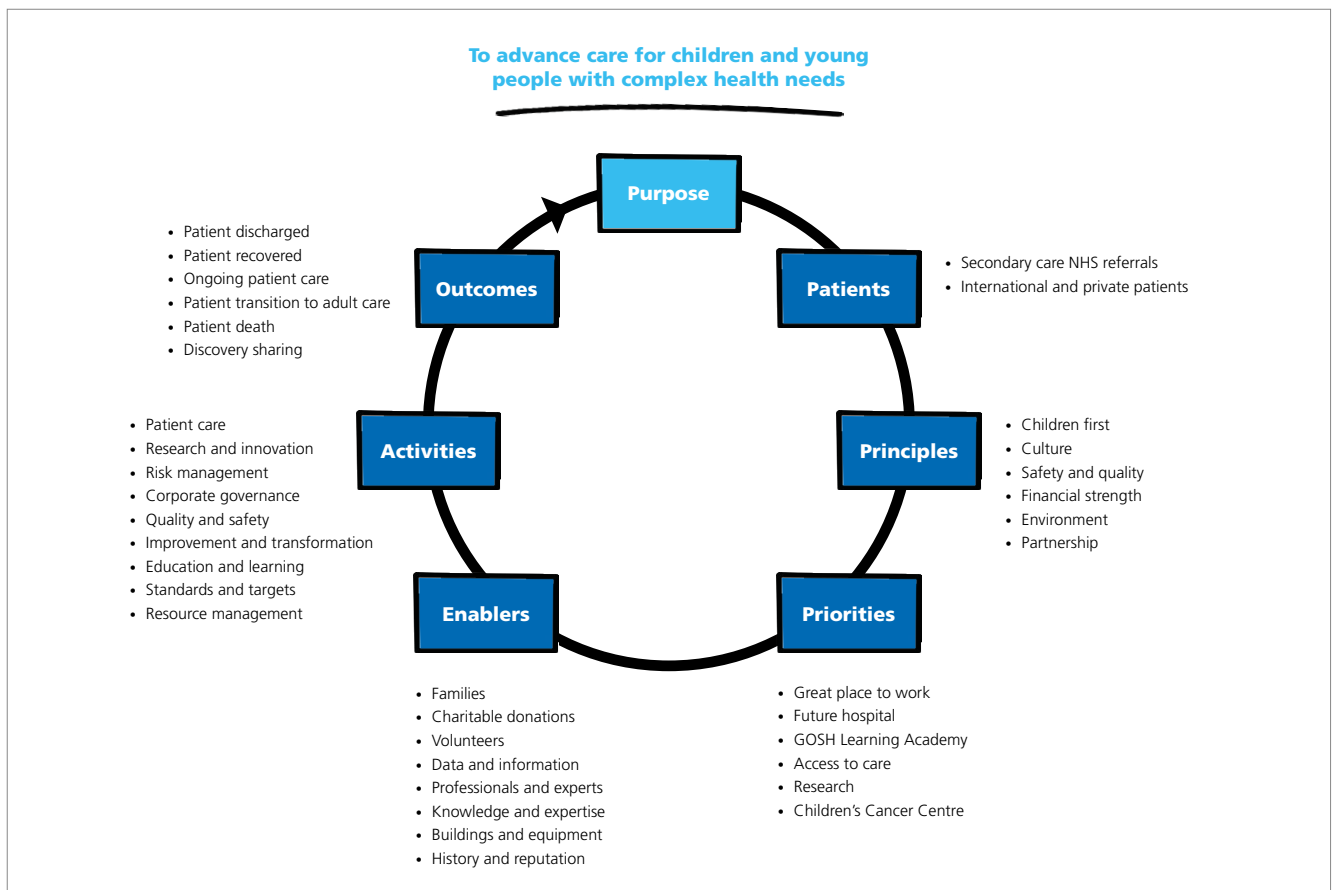 To advance care for children and young
people with complex health needs
Purpose
Patients
• Secondary care NHS referrals
• International and private patients
Principles
• Children first
• Culture
• Safety and quality
• Financial strength
• Environment
• Partnership
Priorities
• Great place to work
• Future hospital
• GOSH Learning Academy
• Access to care
• Research
• Children’s Cancer Centre
Enablers
• Families
• Charitable donations
• Volunteers
• Data and information
• Professionals and experts
• Knowledge and expertise
• Buildings and equipment
• History and reputation
Activities
• Patient care
• Research and innovation
• Risk management
• Corporate governance
• Quality and safety
• Improvement and transformation
• Education and learning
• Standards and targets
• Resource management
Outcomes
• Patient discharged
• Patient recovered
• Ongoing patient care
• Patient transition to adult care
• Patient death
• Discovery sharing